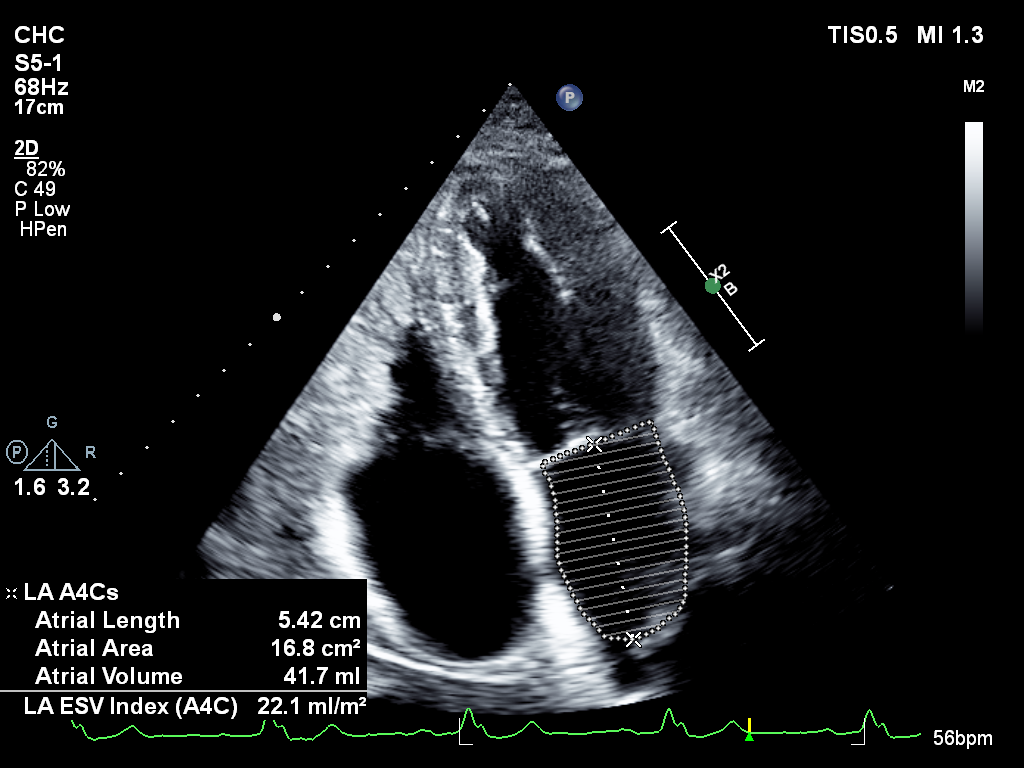 CHC
S5-1
68Hz
17cm
2D
82%
C 49
P Low
HPen
TIS0.5 MI 1.3
M2
P
X2
B
G
P R
1.6 3.2
LA A4Cs
Atrial Length 5.42 cm
Atrial Area 16.8 cm²
Atrial Volume 41.7 ml
LA ESV Index (A4C) 22.1 ml/m²
56bpm